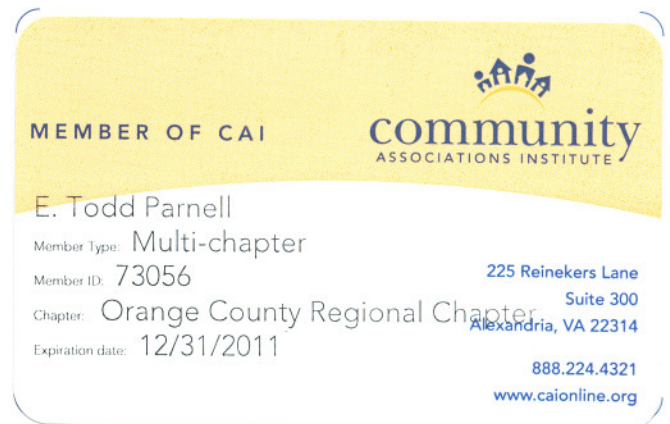 MEMBER OF CAI
community
ASSOCIATIONS INSTITUTE
E. Todd Parnell
Member Type: Multi-chapter
Member ID: 73056
Chapter: Orange County Regional Chapter
Expiration date: 12/31/2011
225 Reinekers Lane
Suite 300
Alexandria, VA 22314
888.224.4321
www.caionline.org